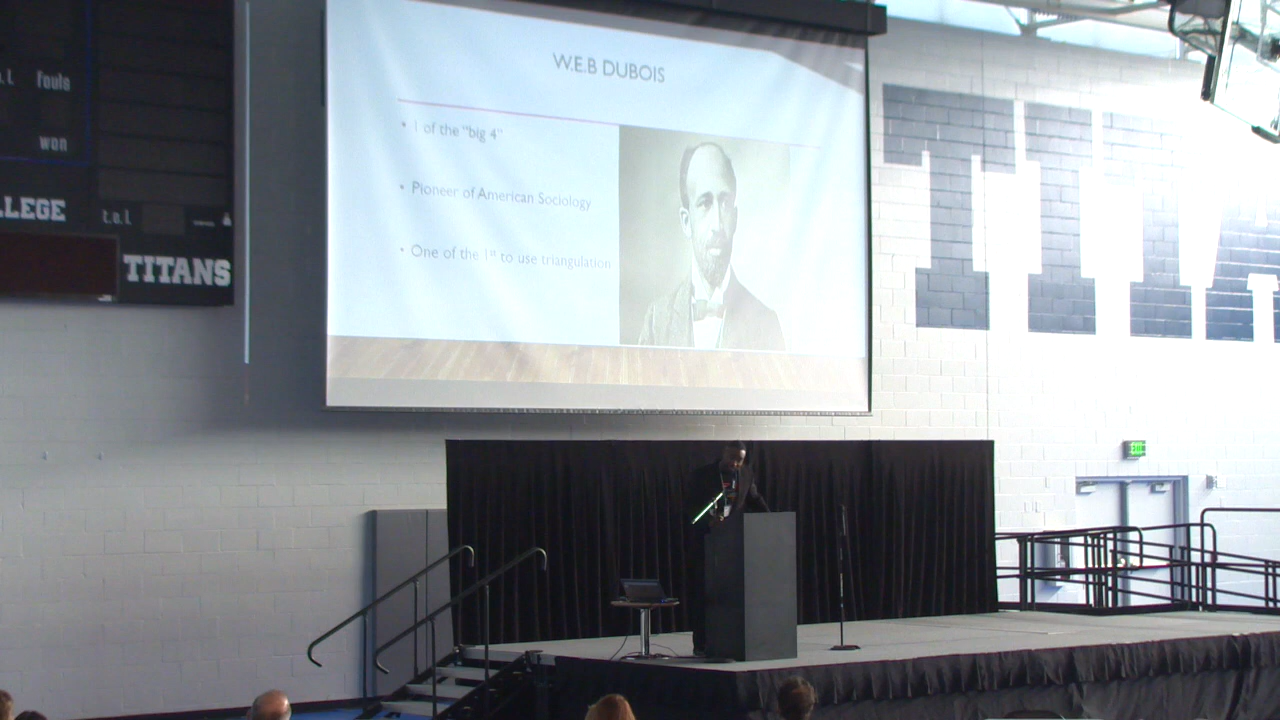 fouls
won
LLEGE
t.o.l
TITANS
W.E.B DUBOIS
• 1 of the "big 4"
• Pioneer of American Sociology
• One of the 1st to use triangulation